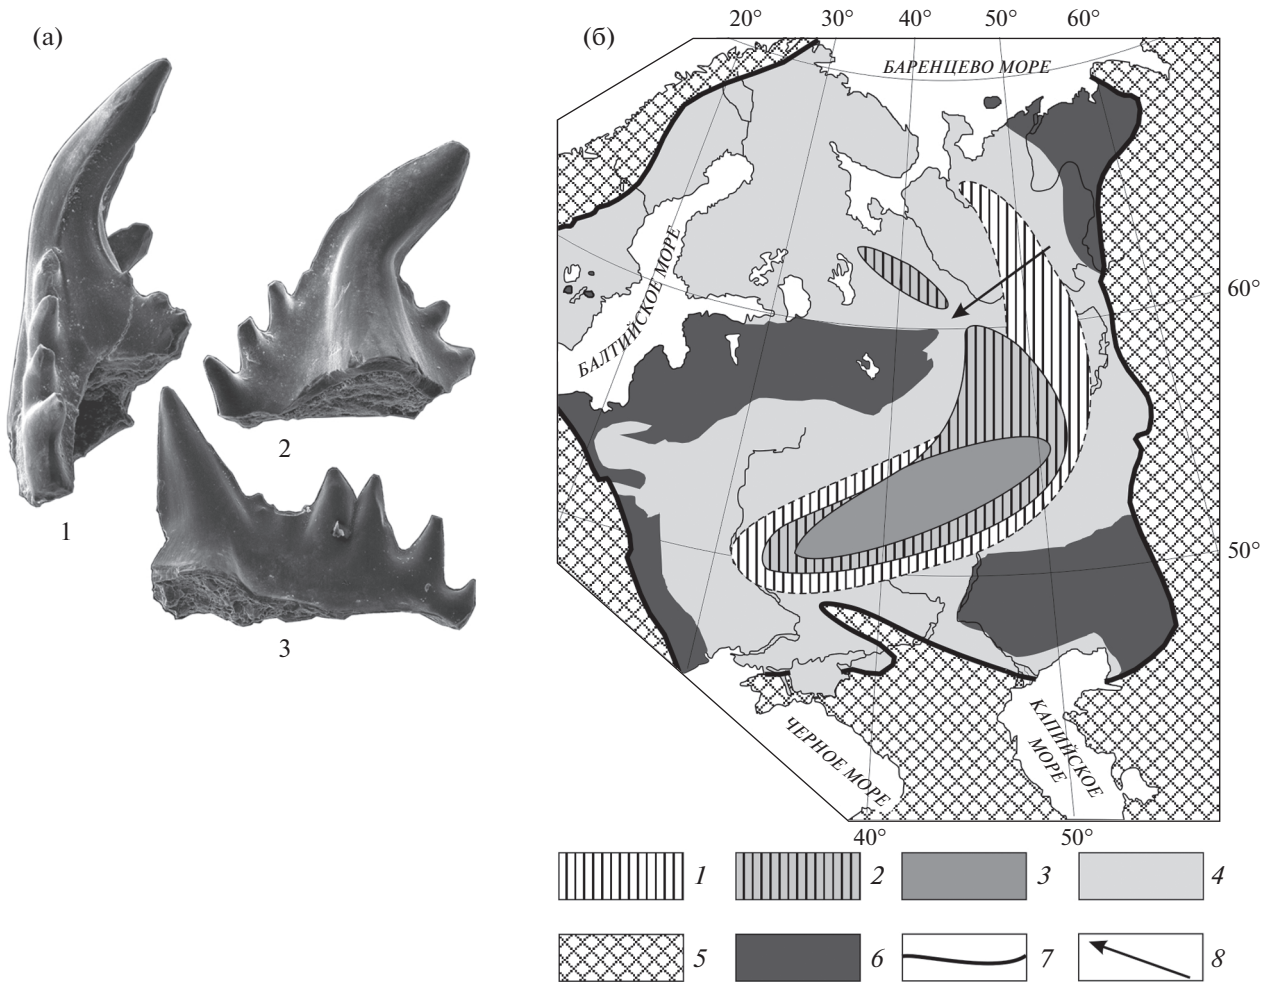 (а)
1
2
3
(б)
20° 30° 40° 50° 60°
БАРЕНЦЕВО МОРЕ
БАЛТИЙСКОЕ МОРЕ
60°
50°
ЧЕРНОЕ МОРЕ
КАПИЙСКОЕ
МОРЕ
40° 50°
1 2 3 4
5 6 7 8